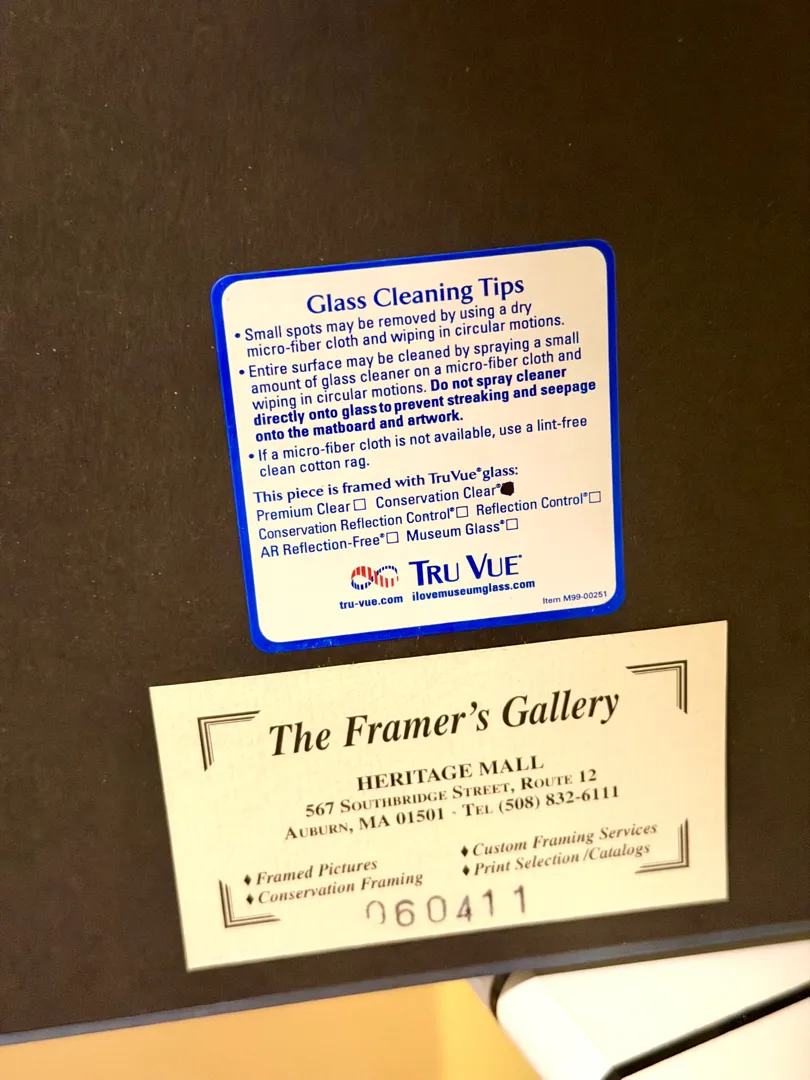 Glass Cleaning Tips
• Small spots may be removed by using a dry
micro-fiber cloth and wiping in circular motions.
• Entire surface may be cleaned by spraying a small
amount of glass cleaner on a micro-fiber cloth and
wiping in circular motions. Do not spray cleaner
directly onto glass to prevent streaking and seepage
onto the matboard and artwork.
• If a micro-fiber cloth is not available, use a lint-free
clean cotton rag.
This piece is framed with TruVue® glass:
Premium Clear □ Conservation Clear® ■
Conservation Reflection Control® □ Reflection Control® □
AR Reflection-Free® □ Museum Glass® □
TRU VUE®
tru-vue.com ilovemuseumglass.com
Item M99-00251
The Framer's Gallery
HERITAGE MALL
567 SOUTHBRIDGE STREET, ROUTE 12
AUBURN, MA 01501 · TEL (508) 832-6111
♦ Framed Pictures
♦ Conservation Framing
♦ Custom Framing Services
♦ Print Selection /Catalogs
060411